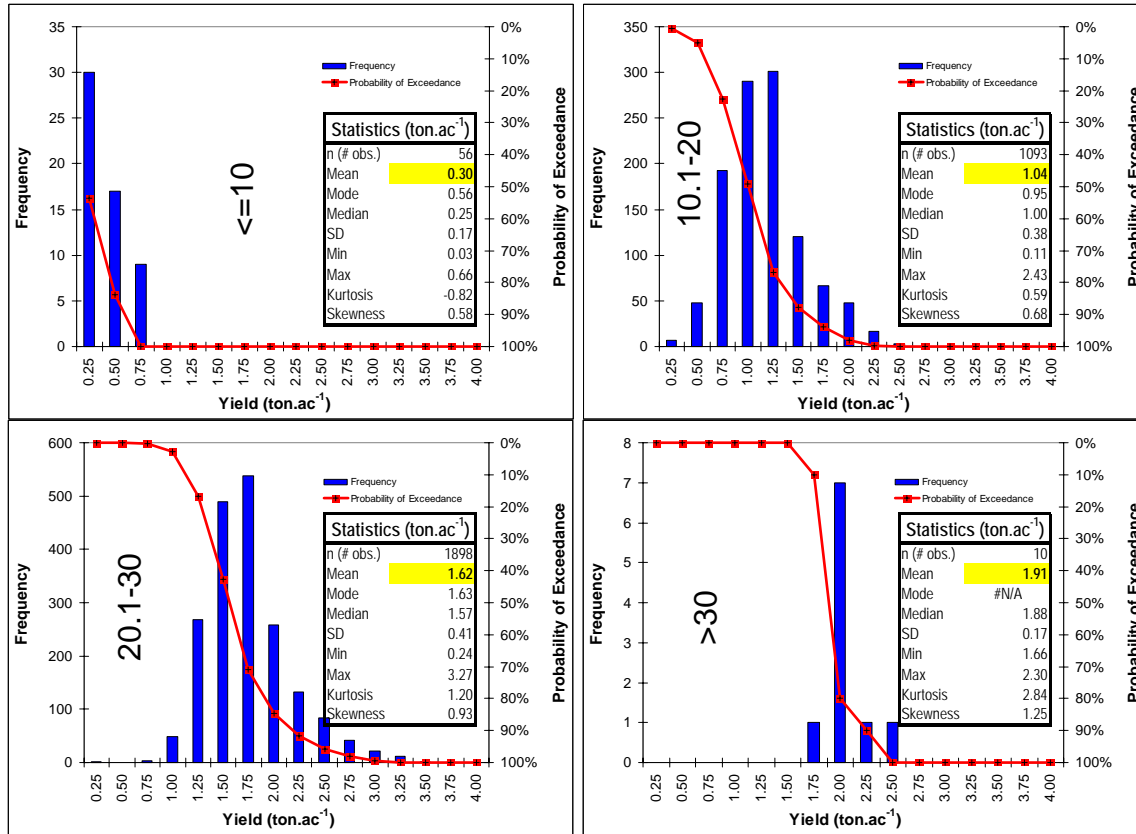 35
30
25
20
15
10
5
0
Frequency
0%
10%
20%
30%
40%
50%
60%
70%
80%
90%
100%
Probability of Exceedance
Frequency
Probability of Exceedance
<=10
Statistics (ton.ac-1)
n (# obs.) 56
Mean 0.30
Mode 0.56
Median 0.25
SD 0.17
Min 0.03
Max 0.66
Kurtosis -0.82
Skewness 0.58
0.25 0.50 0.75 1.00 1.25 1.50 1.75 2.00 2.25 2.50 2.75 3.00 3.25 4.00
Yield (ton.ac-1)
350
300
250
200
150
100
50
0
Frequency
0%
10%
20%
30%
40%
50%
60%
70%
80%
90%
100%
Probability of Exceedance
Frequency
Probability of Exceedance
10.1-20
Statistics (ton.ac-1)
n (# obs.) 1093
Mean 1.04
Mode 0.95
Median 1.00
SD 0.38
Min 0.11
Max 2.43
Kurtosis 0.59
Skewness 0.68
0.25 0.50 0.75 1.00 1.25 1.50 1.75 2.00 2.25 2.50 2.75 3.00 3.25 4.00
Yield (ton.ac-1)
600
500
400
300
200
100
0
Frequency
0%
10%
20%
30%
40%
50%
60%
70%
80%
90%
100%
Probability of Exceedance
Frequency
Probability of Exceedance
20.1-30
Statistics (ton.ac-1)
n (# obs.) 1898
Mean 1.62
Mode 1.63
Median 1.57
SD 0.41
Min 0.24
Max 3.27
Kurtosis 1.20
Skewness 0.93
0.25 0.50 0.75 1.00 1.25 1.50 1.75 2.00 2.25 2.50 2.75 3.00 3.25 4.00
Yield (ton.ac-1)
8
7
6
5
4
3
2
1
0
Frequency
0%
10%
20%
30%
40%
50%
60%
70%
80%
90%
100%
Probability of Exceedance
Frequency
Probability of Exceedance
>30
Statistics (ton.ac-1)
n (# obs.) 10
Mean 1.91
Mode #N/A
Median 1.88
SD 0.17
Min 1.66
Max 2.30
Kurtosis 2.84
Skewness 1.25
0.25 0.50 0.75 1.00 1.25 1.50 1.75 2.00 2.25 2.50 2.75 3.00 3.25 4.00
Yield (ton.ac-1)